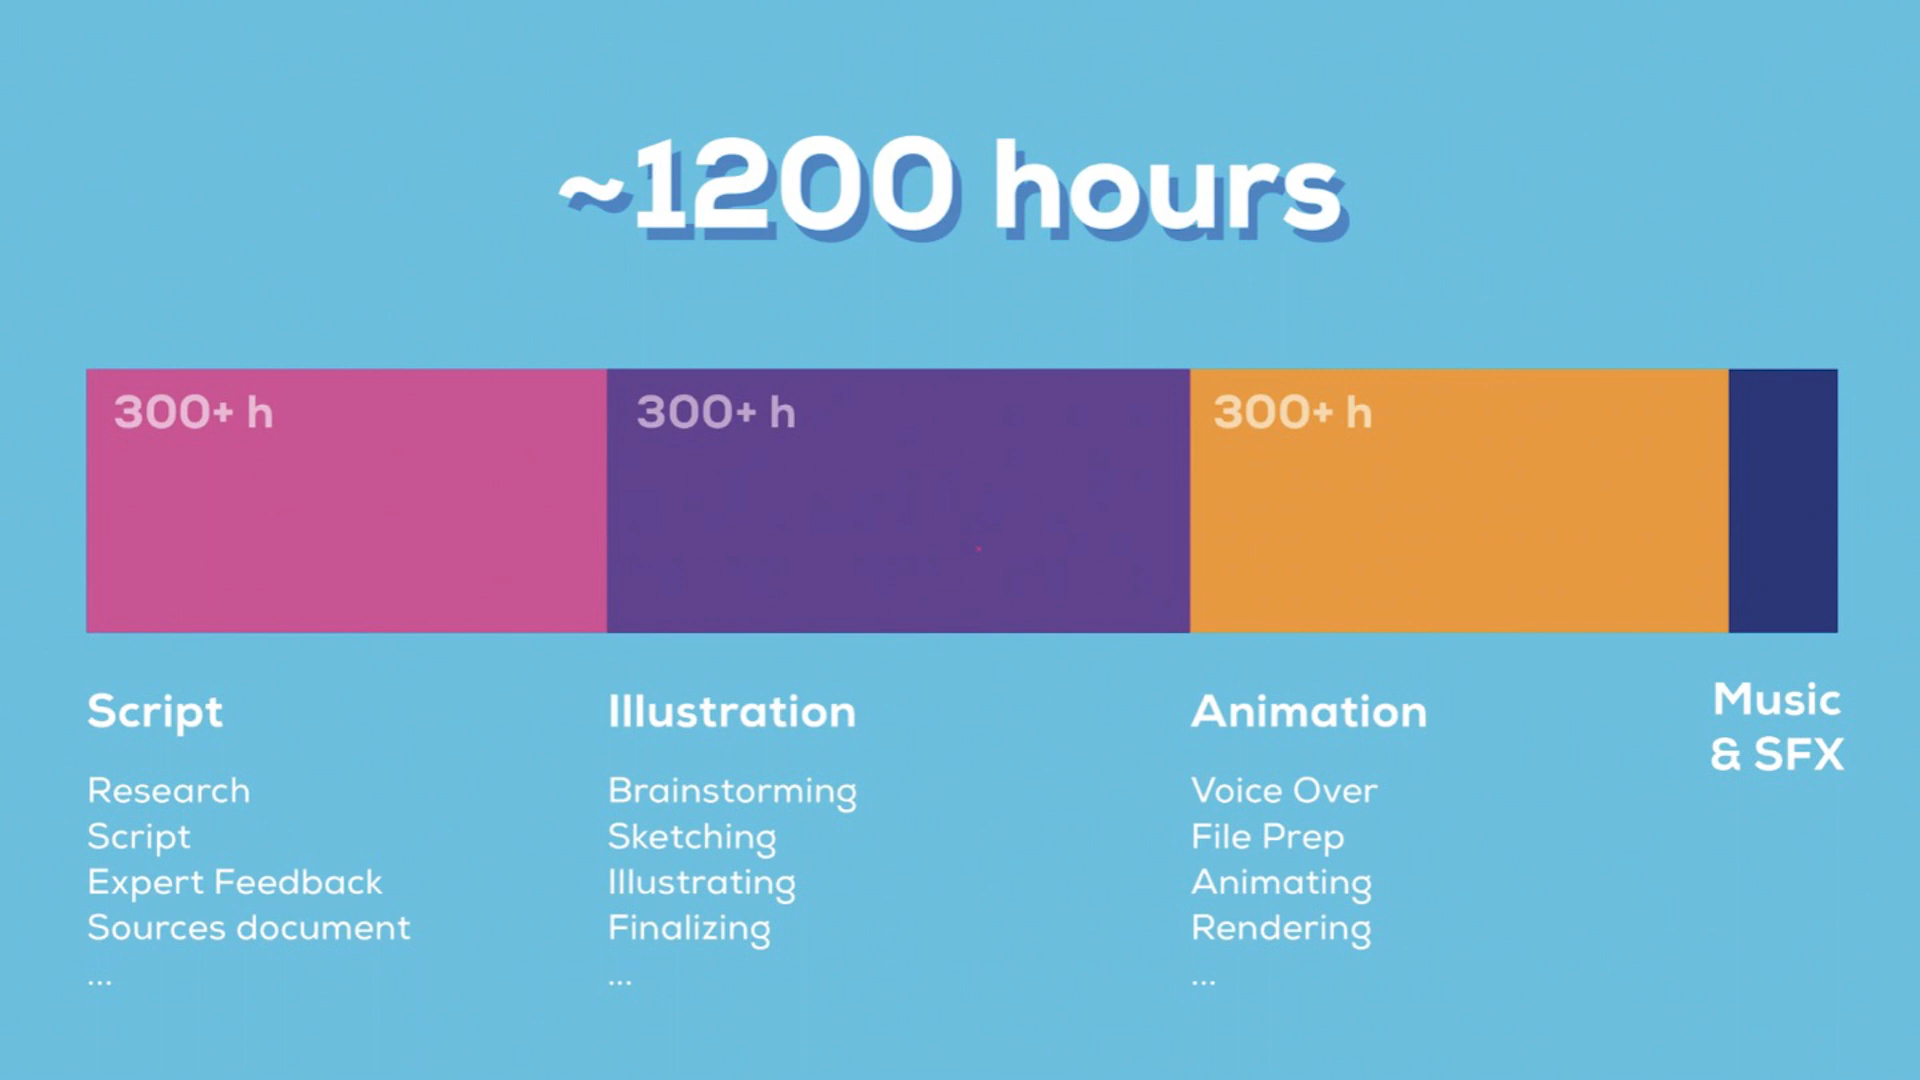 ~1200 hours
300+ h
300+ h
300+ h
Script
Research
Script
Expert Feedback
Sources document
...
Illustration
Brainstorming
Sketching
Illustrating
Finalizing
...
Animation
Voice Over
File Prep
Animating
Rendering
...
Music
& SFX